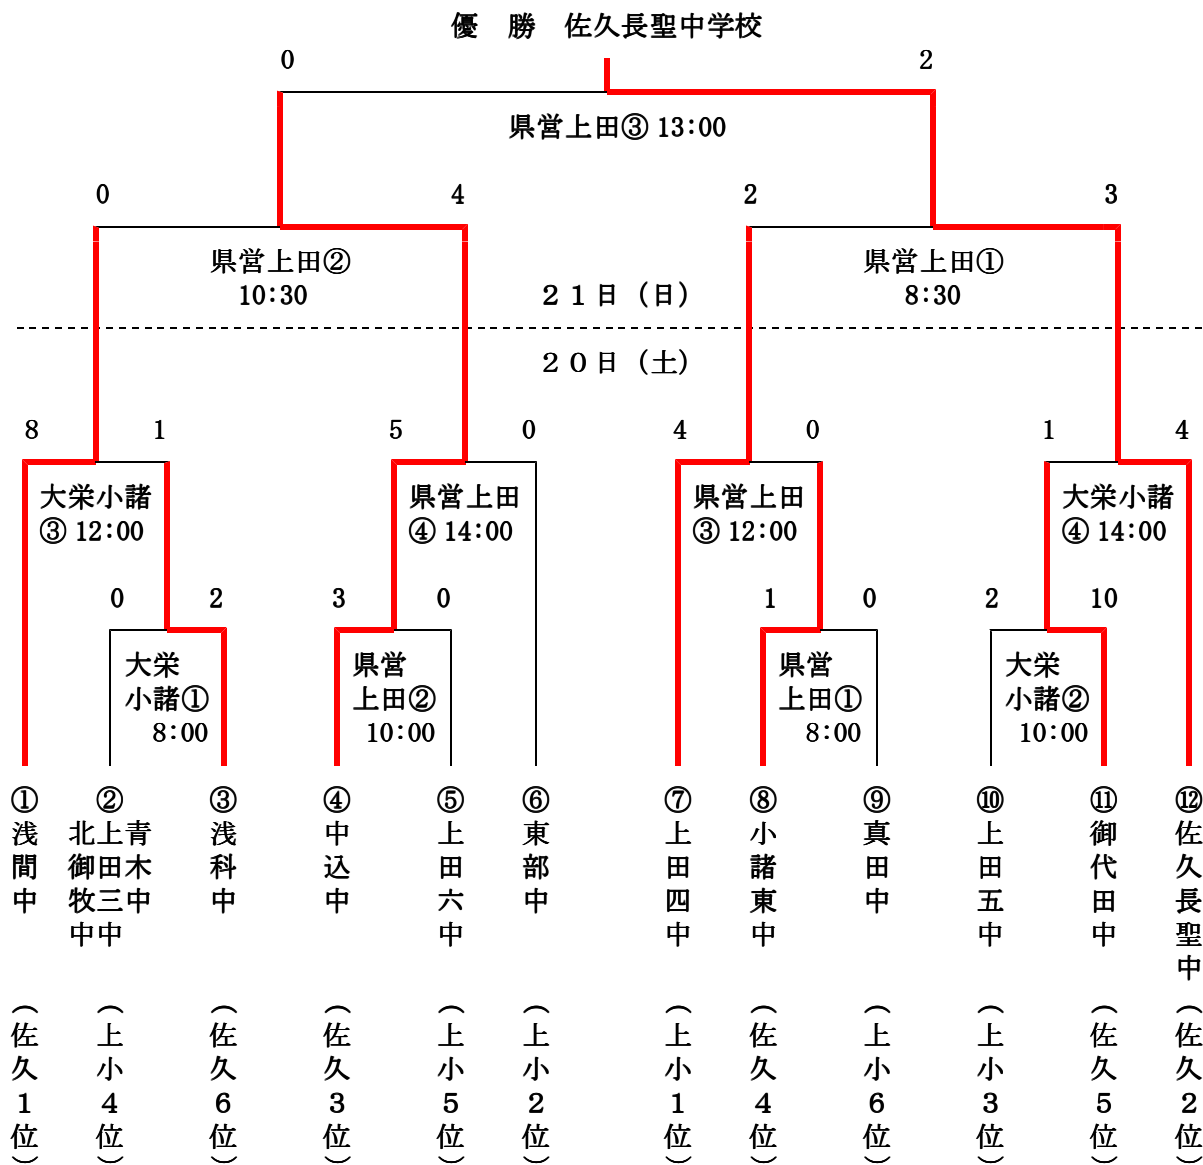 優　勝　佐久長聖中学校
0
2
県営上田③ 13:00
0
4
2
3
県営上田②
10:30
県営上田①
8:30
２１日（日）
２０日（土）
8
1
5
0
4
0
1
4
大栄小諸
③ 12:00
県営上田
④ 14:00
県営上田
③ 12:00
大栄小諸
④ 14:00
0
2
3
0
1
0
2
10
大栄
小諸①
8:00
県営
上田②
10:00
県営
上田①
8:00
大栄
小諸②
10:00
①
浅間中
（佐久１位）
②
青木中
上田三中
北御牧中
（上小４位）
③
浅科中
（佐久６位）
④
中込中
（佐久３位）
⑤
上田六中
（上小５位）
⑥
東部中
（上小２位）
⑦
上田四中
（上小１位）
⑧
小諸東中
（佐久４位）
⑨
真田中
（上小６位）
⑩
上田五中
（上小３位）
⑪
御代田中
（佐久５位）
⑫
佐久長聖中
（佐久２位）